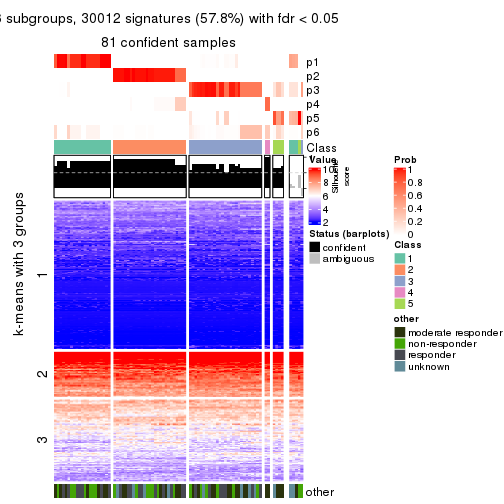 subgroups, 30012 signatures (57.8%) with fdr < 0.05
81 confident samples
p1
p2
p3
p4
p5
p6
Class
k-means with 3 groups
1
2
3
other
Value
10
8
6
4
2
Silhouette
score
Status (barplots)
confident
ambiguous
Prob
1
0.8
0.6
0.4
0.2
0
Class
1
2
3
4
5
other
moderate responder
non-responder
responder
unknown